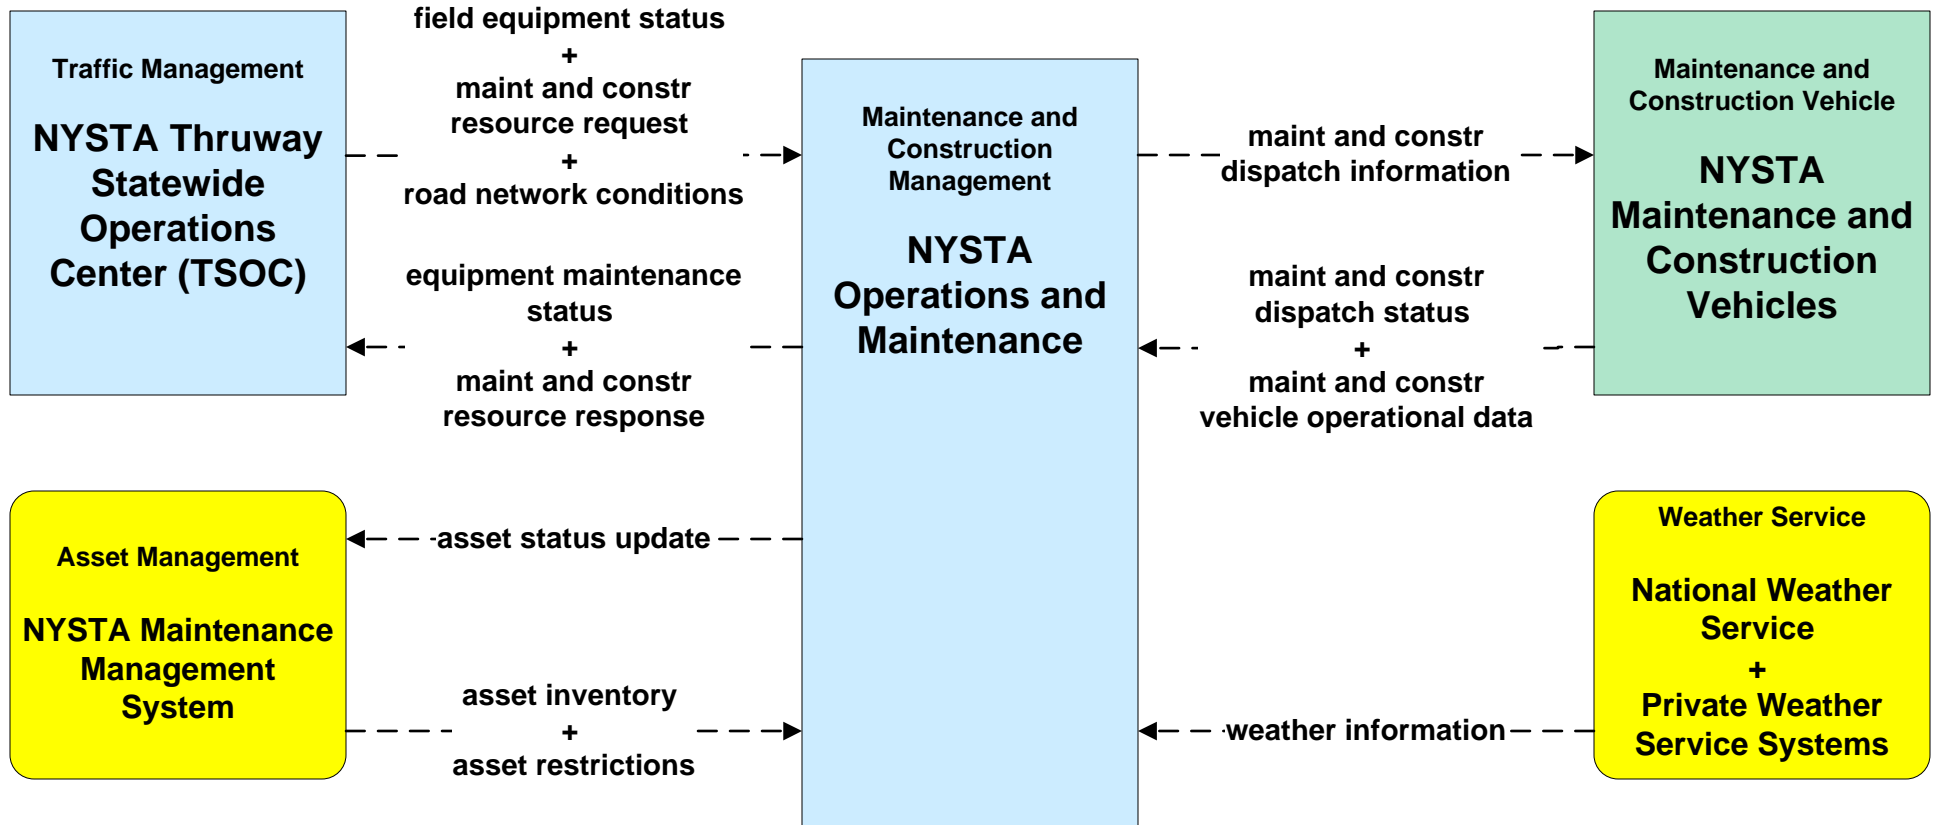 Traffic Management
NYSTA Thruway
Statewide
Operations
Center (TSOC)
field equipment status
+
maint and constr
resource request
+
road network conditions
equipment maintenance
status
+
maint and constr
resource response
Maintenance and
Construction
Management
NYSTA
Operations and
Maintenance
maint and constr
dispatch information
maint and constr
dispatch status
+
maint and constr
vehicle operational data
Maintenance and
Construction Vehicle
NYSTA
Maintenance and
Construction
Vehicles
Asset Management
NYSTA Maintenance
Management
System
asset status update
asset inventory
+
asset restrictions
weather information
Weather Service
National Weather
Service
+
Private Weather
Service Systems